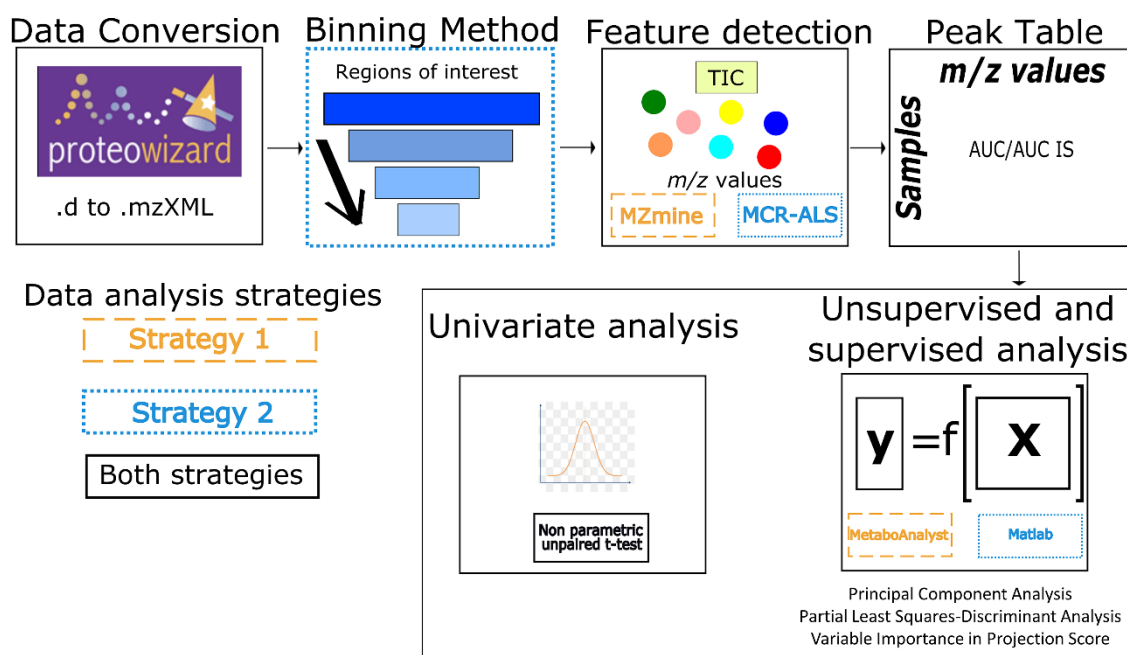 Data Conversion
proteowizard
.d to .mzXML
Binning Method
Regions of interest
Feature detection
TIC
m/z values
MZmine
MCR-ALS
Peak Table
m/z values
Samples
AUC/AUC IS
Data analysis strategies
Strategy 1
Strategy 2
Both strategies
Univariate analysis
Non parametric
unpaired t-test
Unsupervised and
supervised analysis
y =f[X]
MetaboAnalyst
Matlab
Principal Component Analysis
Partial Least Squares-Discriminant Analysis
Variable Importance in Projection Score